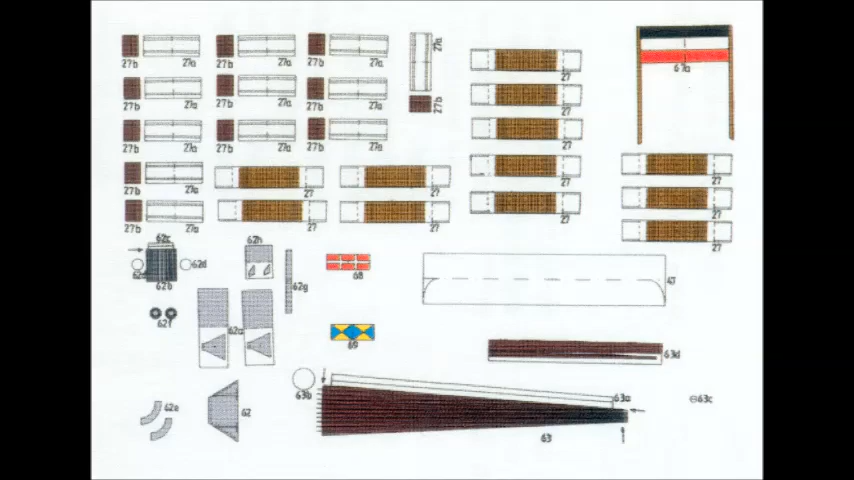 27b 27a 27b 27a 27b 27a 27a
27
67a
27b 27a 27b 27a 27b 27a 27b
27
27b 27a 27b 27a 27b 27a
27
27b 27a 27 27 27 27
27b 27a 27 27 27 27
27
62c 62h
62d
62b 68 62g 47
62f 62a
69
63d
63b 63a 63c
62e 62
63